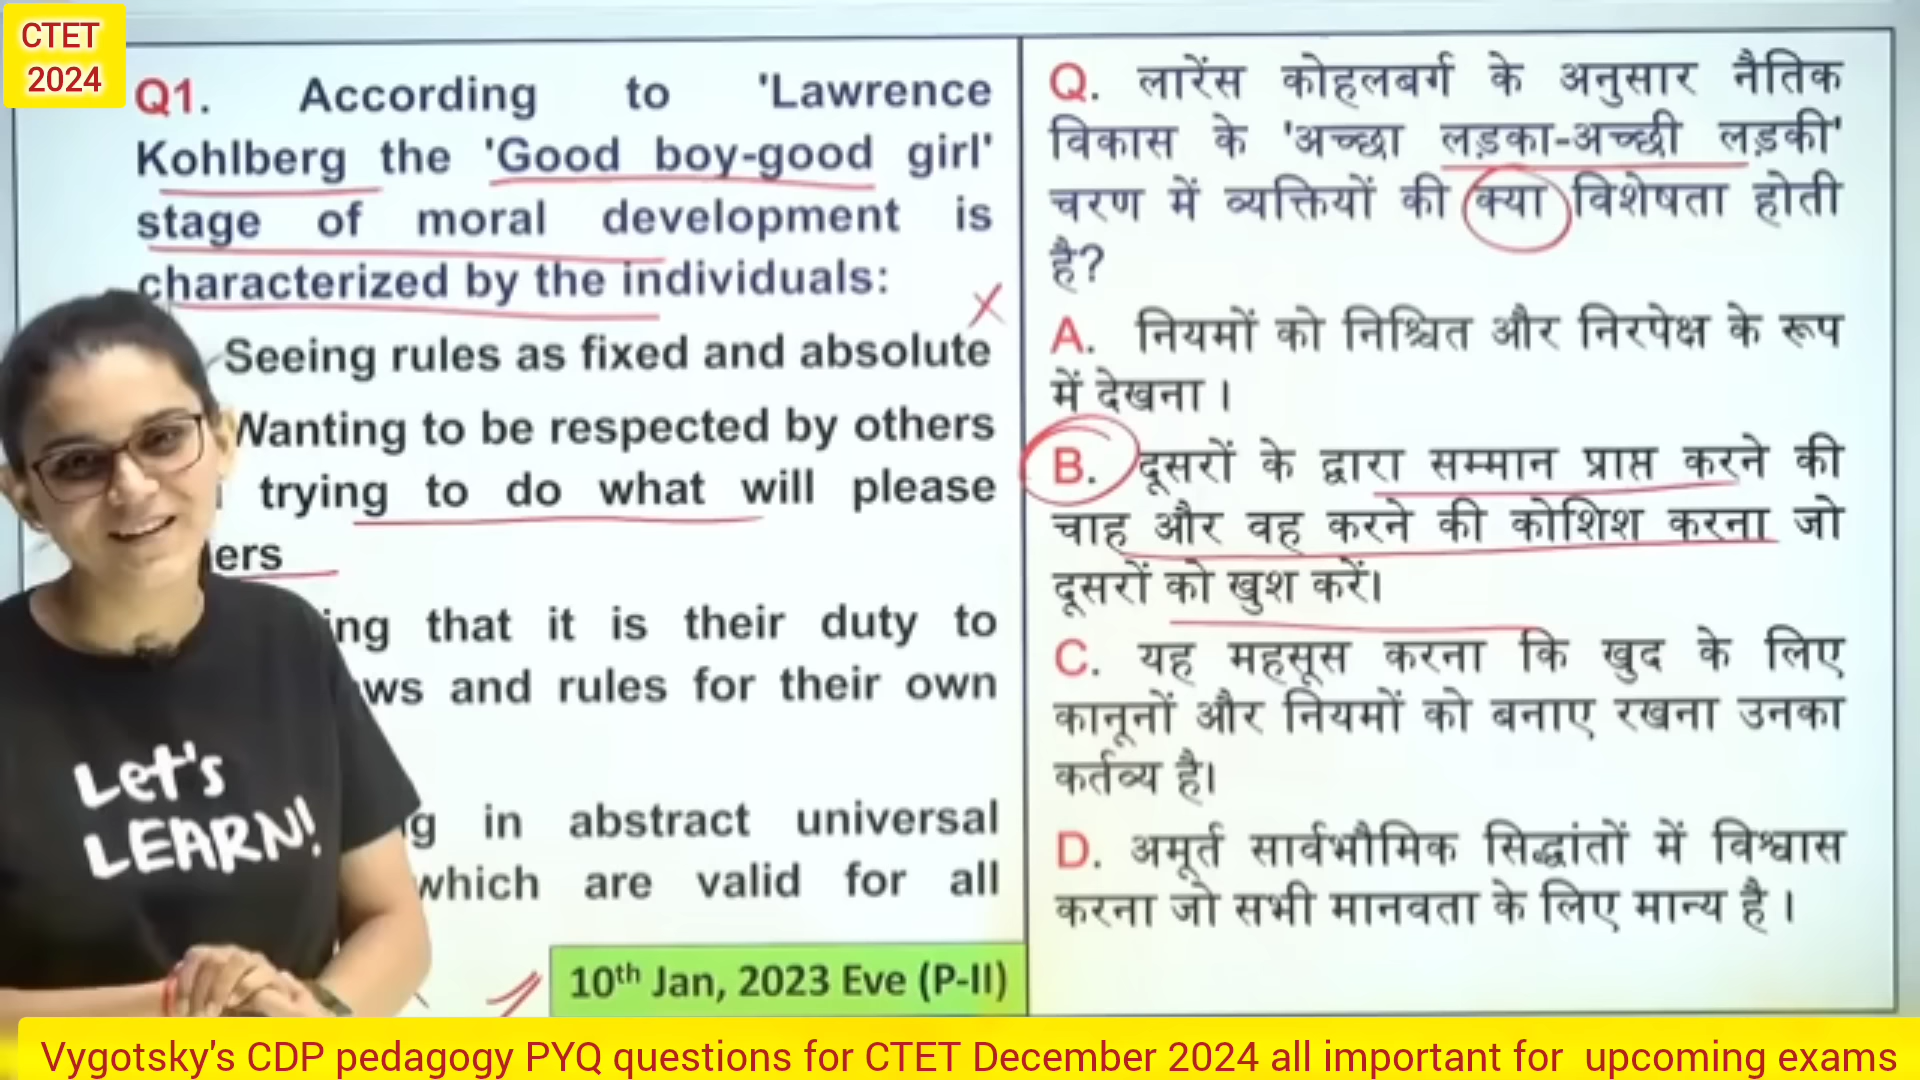 CTET
2024
Q1. According to 'Lawrence
Kohlberg the 'Good boy-good girl'
stage of moral development is
characterized by the individuals:
Seeing rules as fixed and absolute
Wanting to be respected by others
trying to do what will please
ers
ing that it is their duty to
ws and rules for their own
g in abstract universal
which are valid for all
10th Jan, 2023 Eve (P-II)
Q. लारेंस कोहलबर्ग के अनुसार नैतिक
विकास के 'अच्छा लड़का-अच्छी लड़की'
चरण में व्यक्तियों की क्या विशेषता होती
है?
A. नियमों को निश्चित और निरपेक्ष के रूप
में देखना।
B. दूसरों के द्वारा सम्मान प्राप्त करने की
चाह और वह करने की कोशिश करना जो
दूसरों को खुश करें।
C. यह महसूस करना कि खुद के लिए
कानूनों और नियमों को बनाए रखना उनका
कर्तव्य है।
D. अमूर्त सार्वभौमिक सिद्धांतों में विश्वास
करना जो सभी मानवता के लिए मान्य है।
Let's
LEARN!
Vygotsky's CDP pedagogy PYQ questions for CTET December 2024 all important for upcoming exams